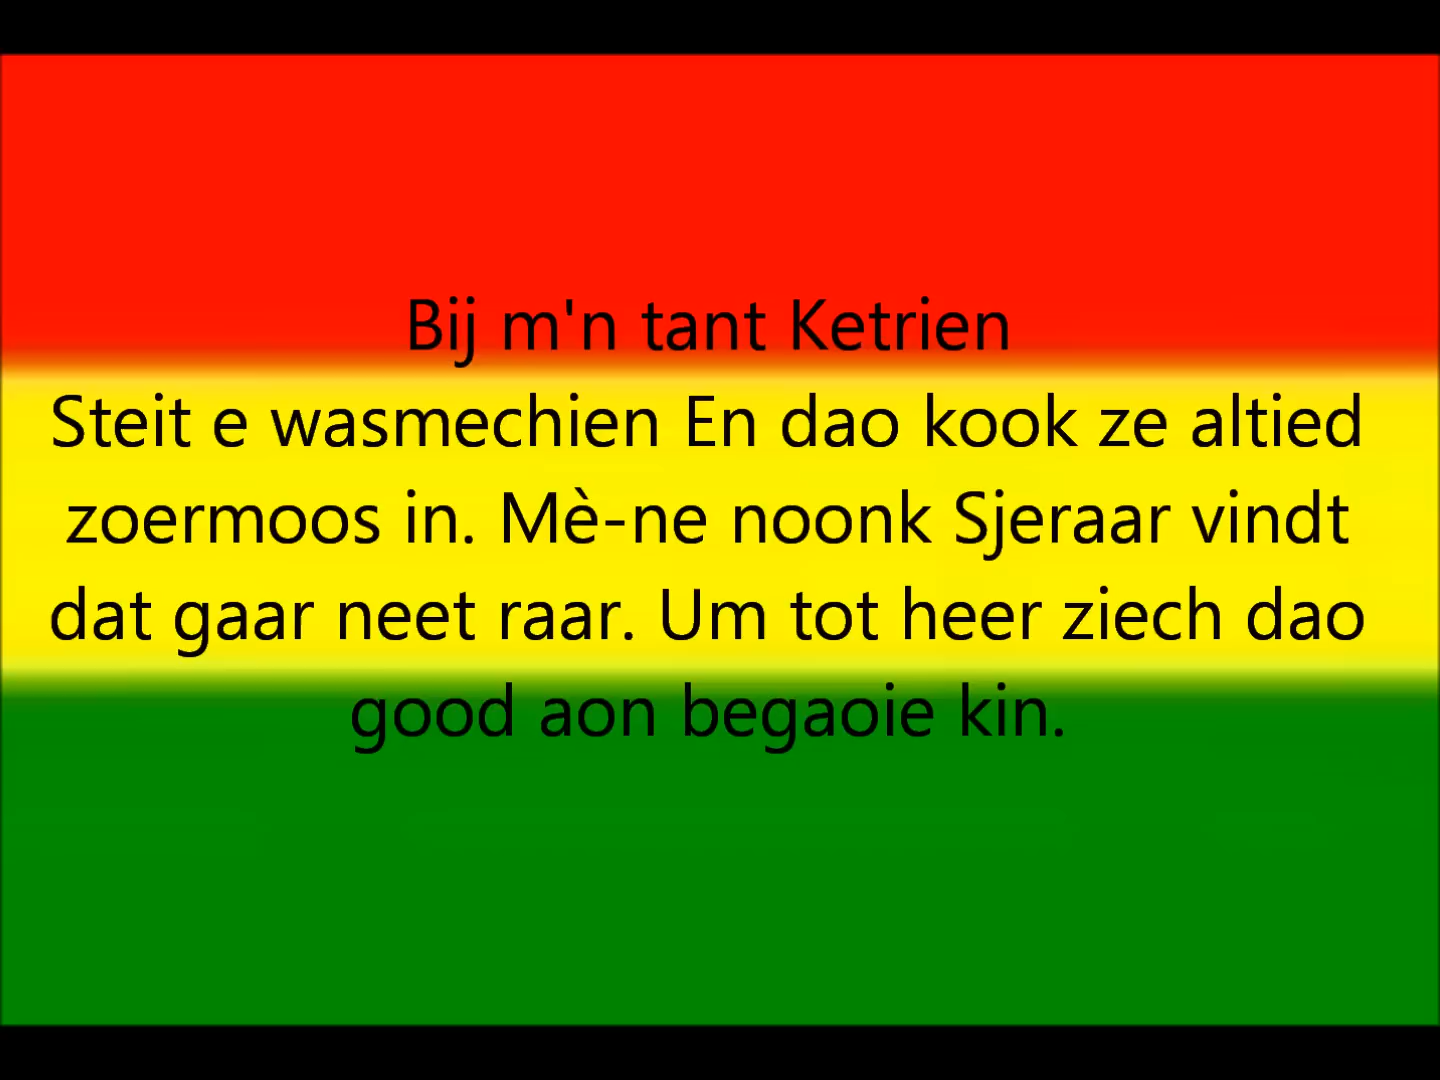 Bij m'n tant Ketrien
Steit e wasmechien En dao kook ze altied
zoermoos in. Mè-ne noonk Sjeraar vindt
dat gaar neet raar. Um tot heer ziech dao
good aon begaoie kin.